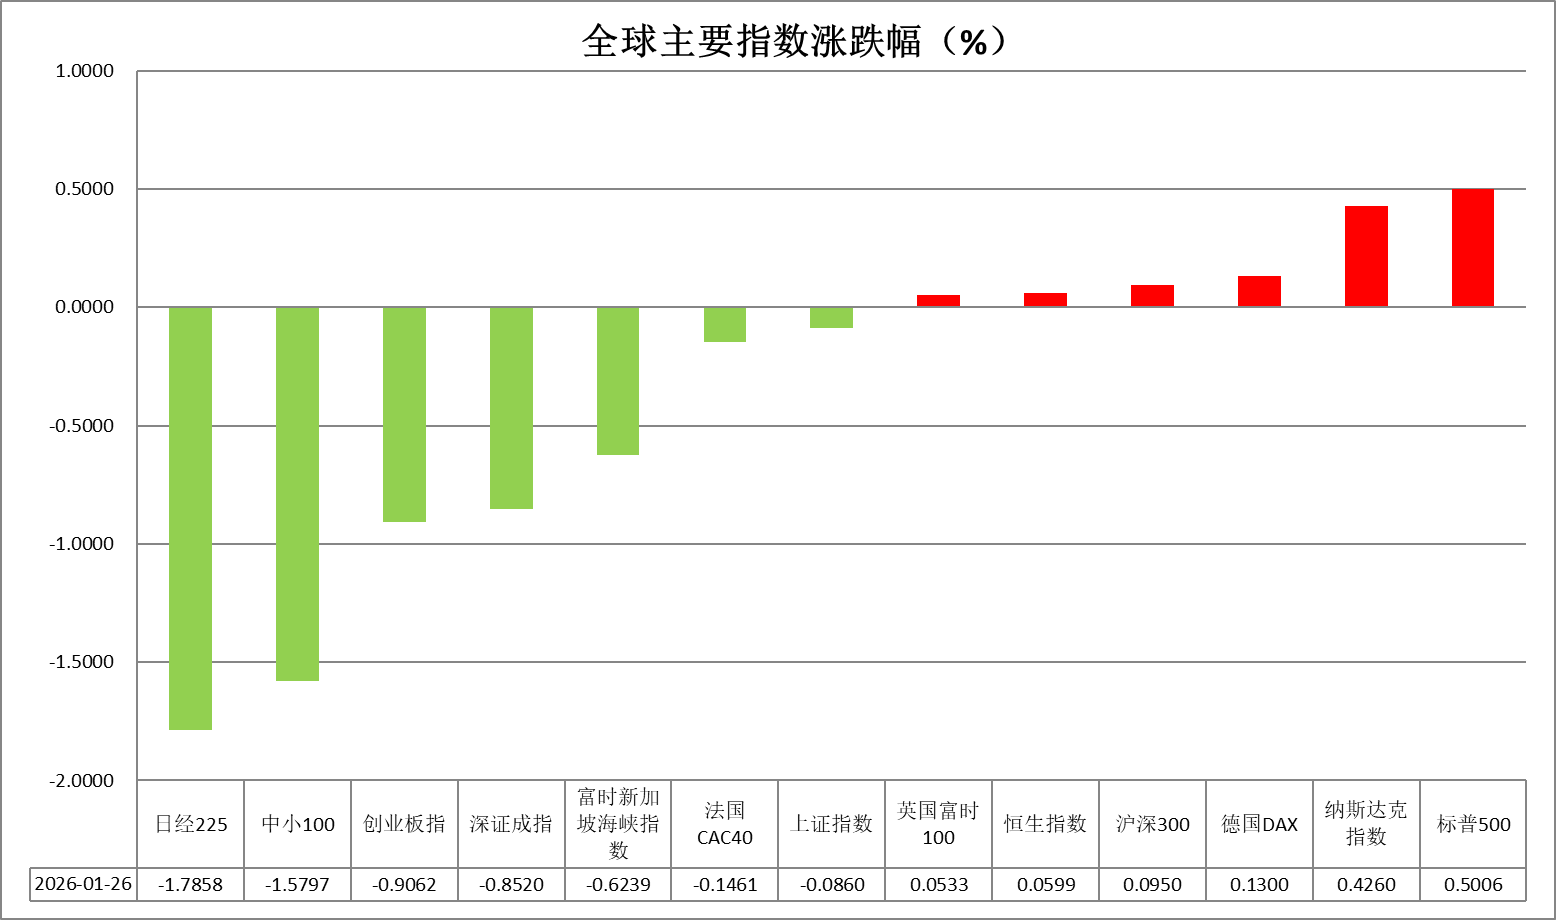 全球主要指数涨跌幅（%）
1.0000
0.5000
0.0000
-0.5000
-1.0000
-1.5000
-2.0000
日经225
中小100
创业板指
深证成指
富时新加
坡海峡指
数
法国
CAC40
上证指数
英国富时
100
恒生指数
沪深300
德国DAX
纳斯达克
指数
标普500
2026-01-26 -1.7858 -1.5797 -0.9062 -0.8520 -0.6239 -0.1461 -0.0860 0.0533 0.0599 0.0950 0.1300 0.4260 0.5006